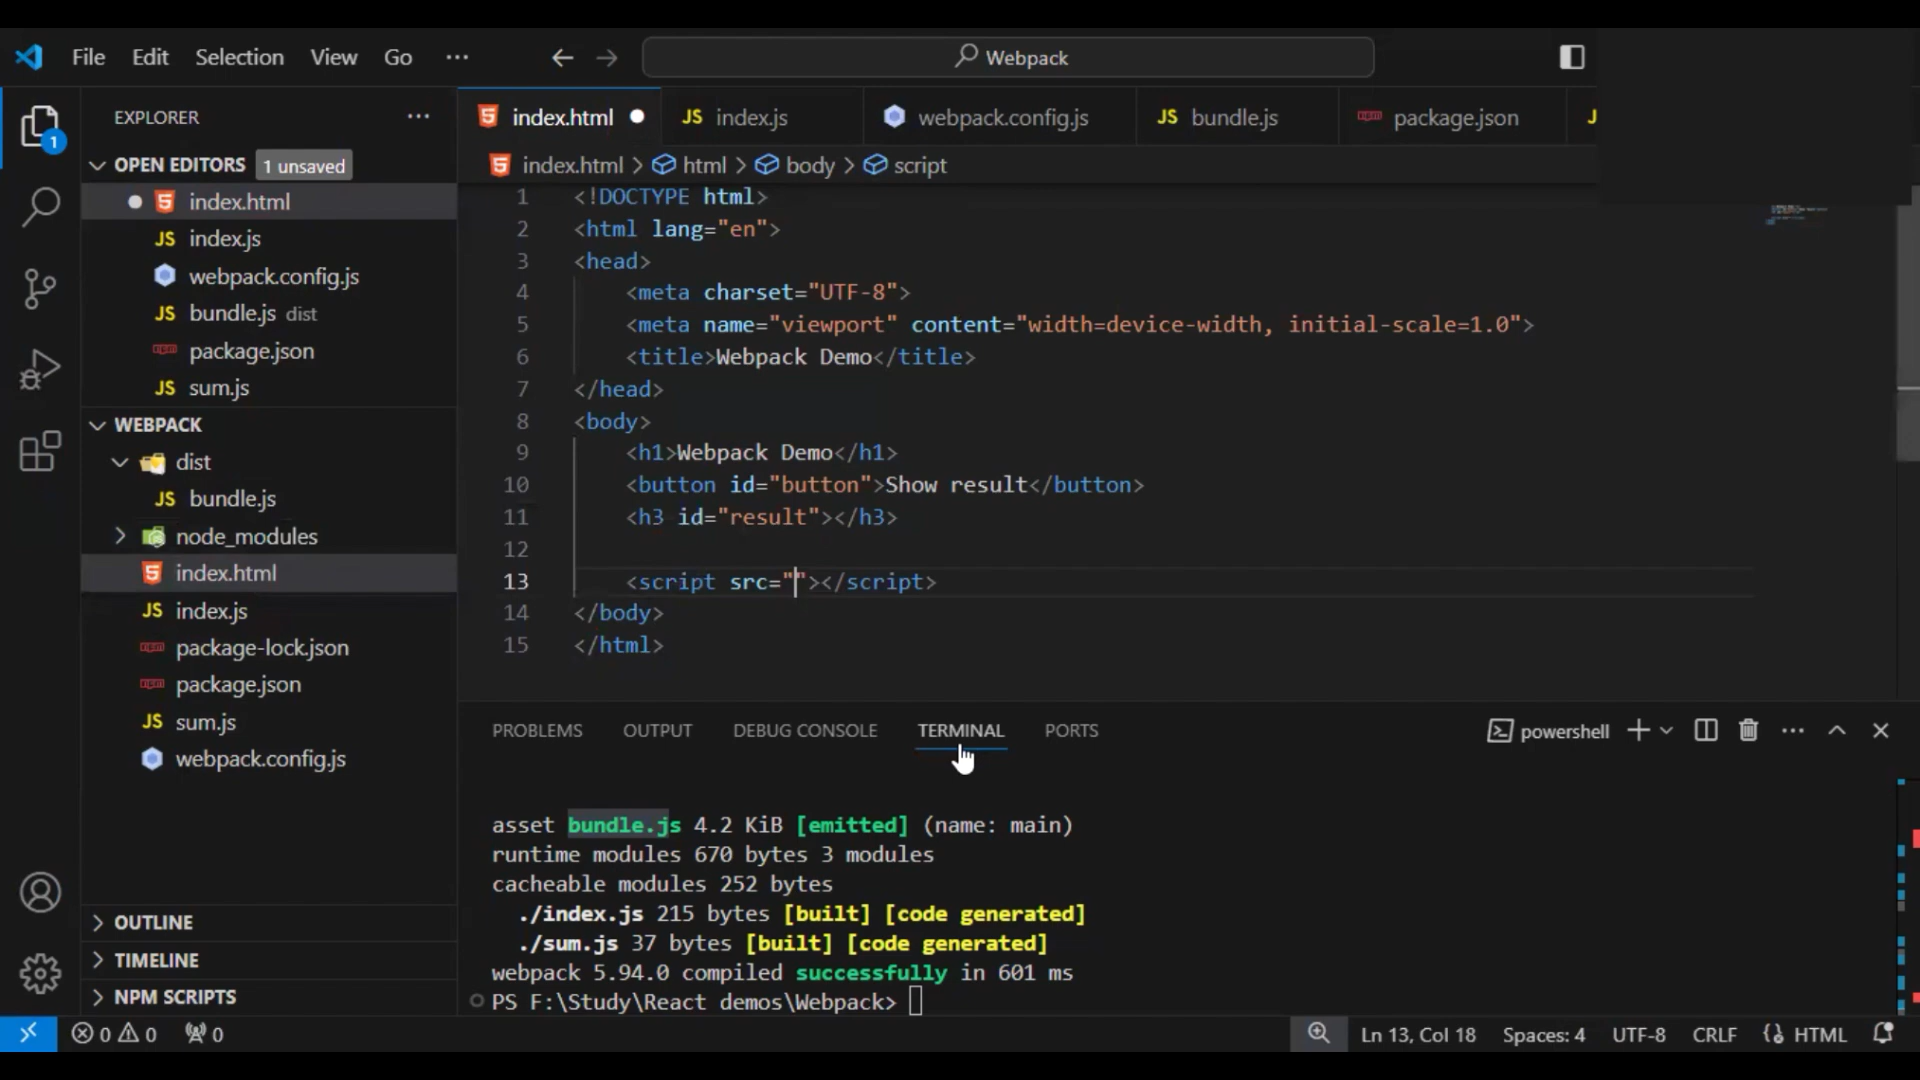 File Edit Selection View Go ··· Webpack
EXPLORER ···
OPEN EDITORS 1 unsaved
index.html
index.js
webpack.config.js
bundle.js dist
package.json
sum.js
WEBPACK
dist
bundle.js
node_modules
index.html
index.js
package-lock.json
package.json
sum.js
webpack.config.js
OUTLINE
TIMELINE
NPM SCRIPTS
1
index.html JS index.js webpack.config.js JS bundle.js package.json
index.html > html > body > script
1 <!DOCTYPE html>
2 <html lang="en">
3 <head>
4 <meta charset="UTF-8">
5 <meta name="viewport" content="width=device-width, initial-scale=1.0">
6 <title>Webpack Demo</title>
7 </head>
8 <body>
9 <h1>Webpack Demo</h1>
10 <button id="button">Show result</button>
11 <h3 id="result"></h3>
12
13 <script src=""></script>
14 </body>
15 </html>
PROBLEMS OUTPUT DEBUG CONSOLE TERMINAL PORTS powershell
asset bundle.js 4.2 KiB [emitted] (name: main)
runtime modules 670 bytes 3 modules
cacheable modules 252 bytes
./index.js 215 bytes [built] [code generated]
./sum.js 37 bytes [built] [code generated]
webpack 5.94.0 compiled successfully in 601 ms
PS F:\Study\React demos\Webpack>
0 0 0 Ln 13, Col 18 Spaces: 4 UTF-8 CRLF HTML